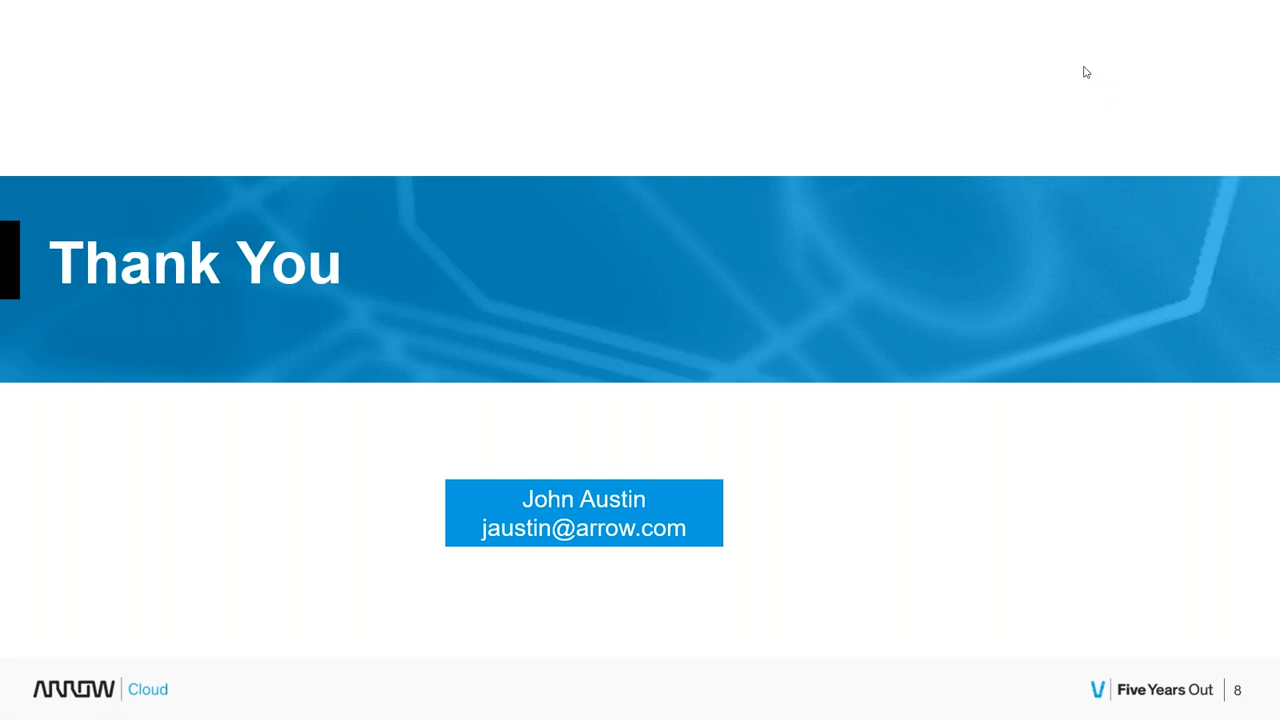 Thank You
John Austin
jaustin@arrow.com
ARROW Cloud
Five Years Out 8